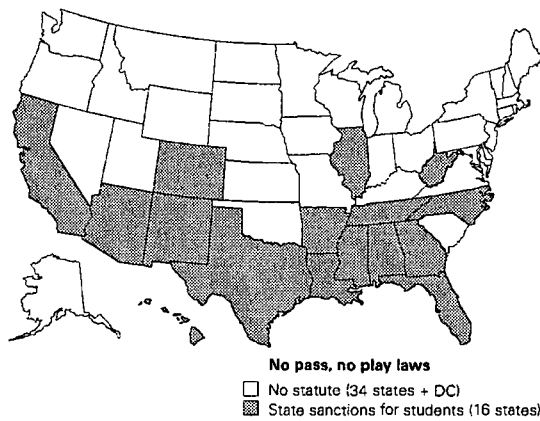 No pass, no play laws
No statute (34 states + DC)
State sanctions for students (16 states)